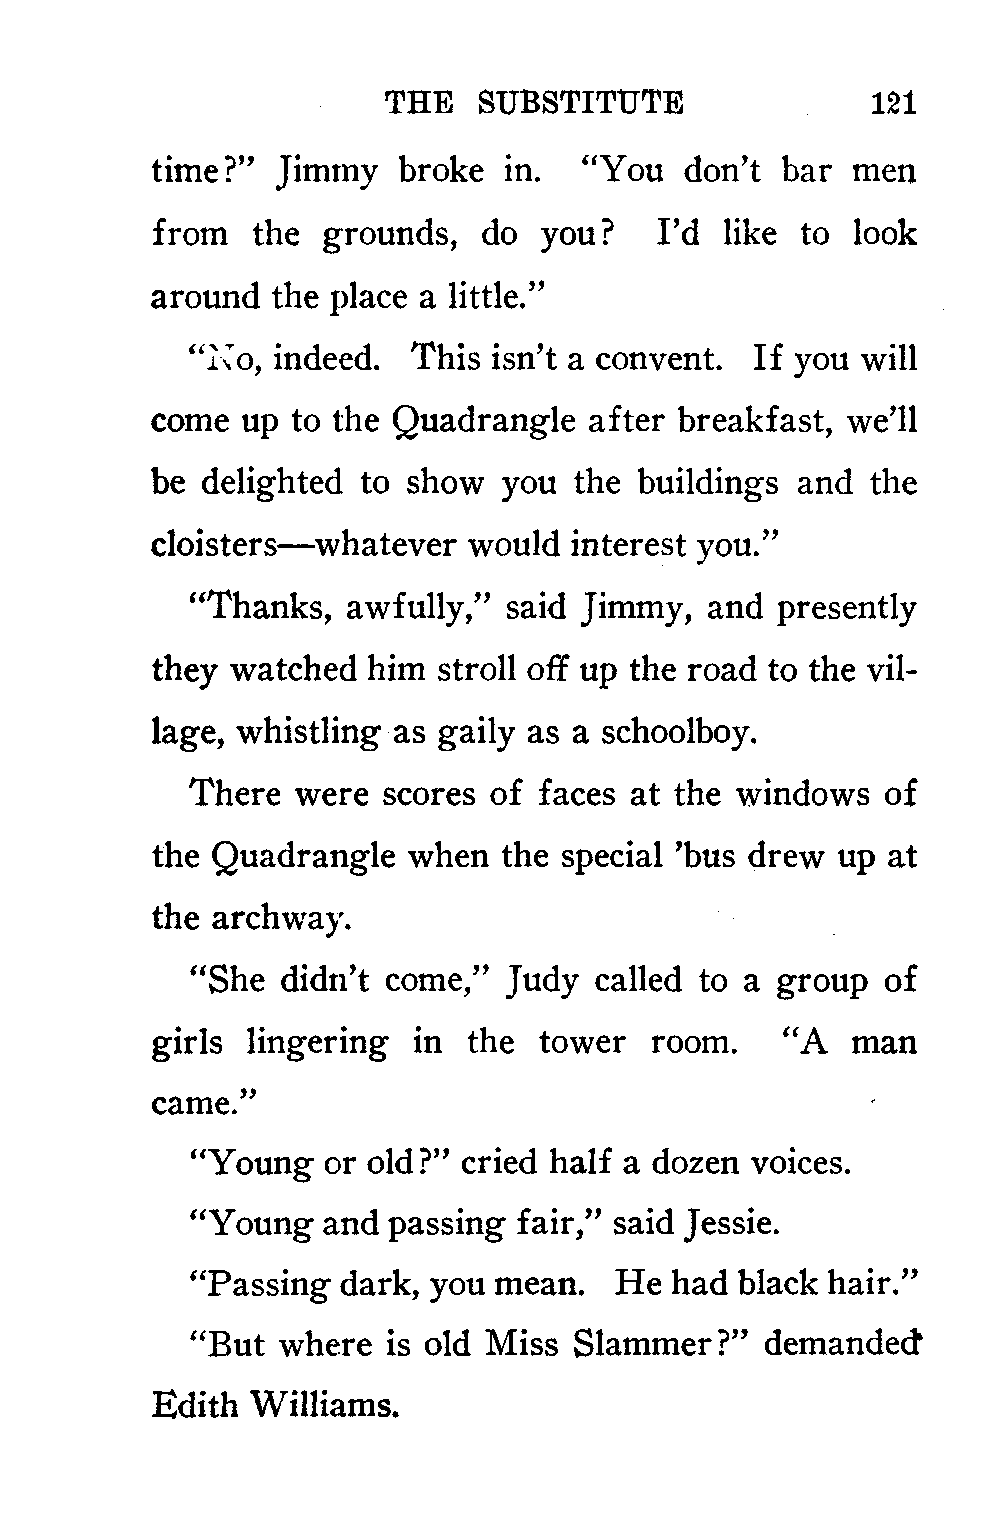 THE SUBSTITUTE 121
time?" Jimmy broke in. "You don't bar men
from the grounds, do you? I'd like to look
around the place a little."
"No, indeed. This isn't a convent. If you will
come up to the Quadrangle after breakfast, we'll
be delighted to show you the buildings and the
cloisters—whatever would interest you."
"Thanks, awfully," said Jimmy, and presently
they watched him stroll off up the road to the vil-
lage, whistling as gaily as a schoolboy.
There were scores of faces at the windows of
the Quadrangle when the special 'bus drew up at
the archway.
"She didn't come," Judy called to a group of
girls lingering in the tower room. "A man
came."
"Young or old?" cried half a dozen voices.
"Young and passing fair," said Jessie.
"Passing dark, you mean. He had black hair."
"But where is old Miss Slammer?" demanded
Edith Williams.